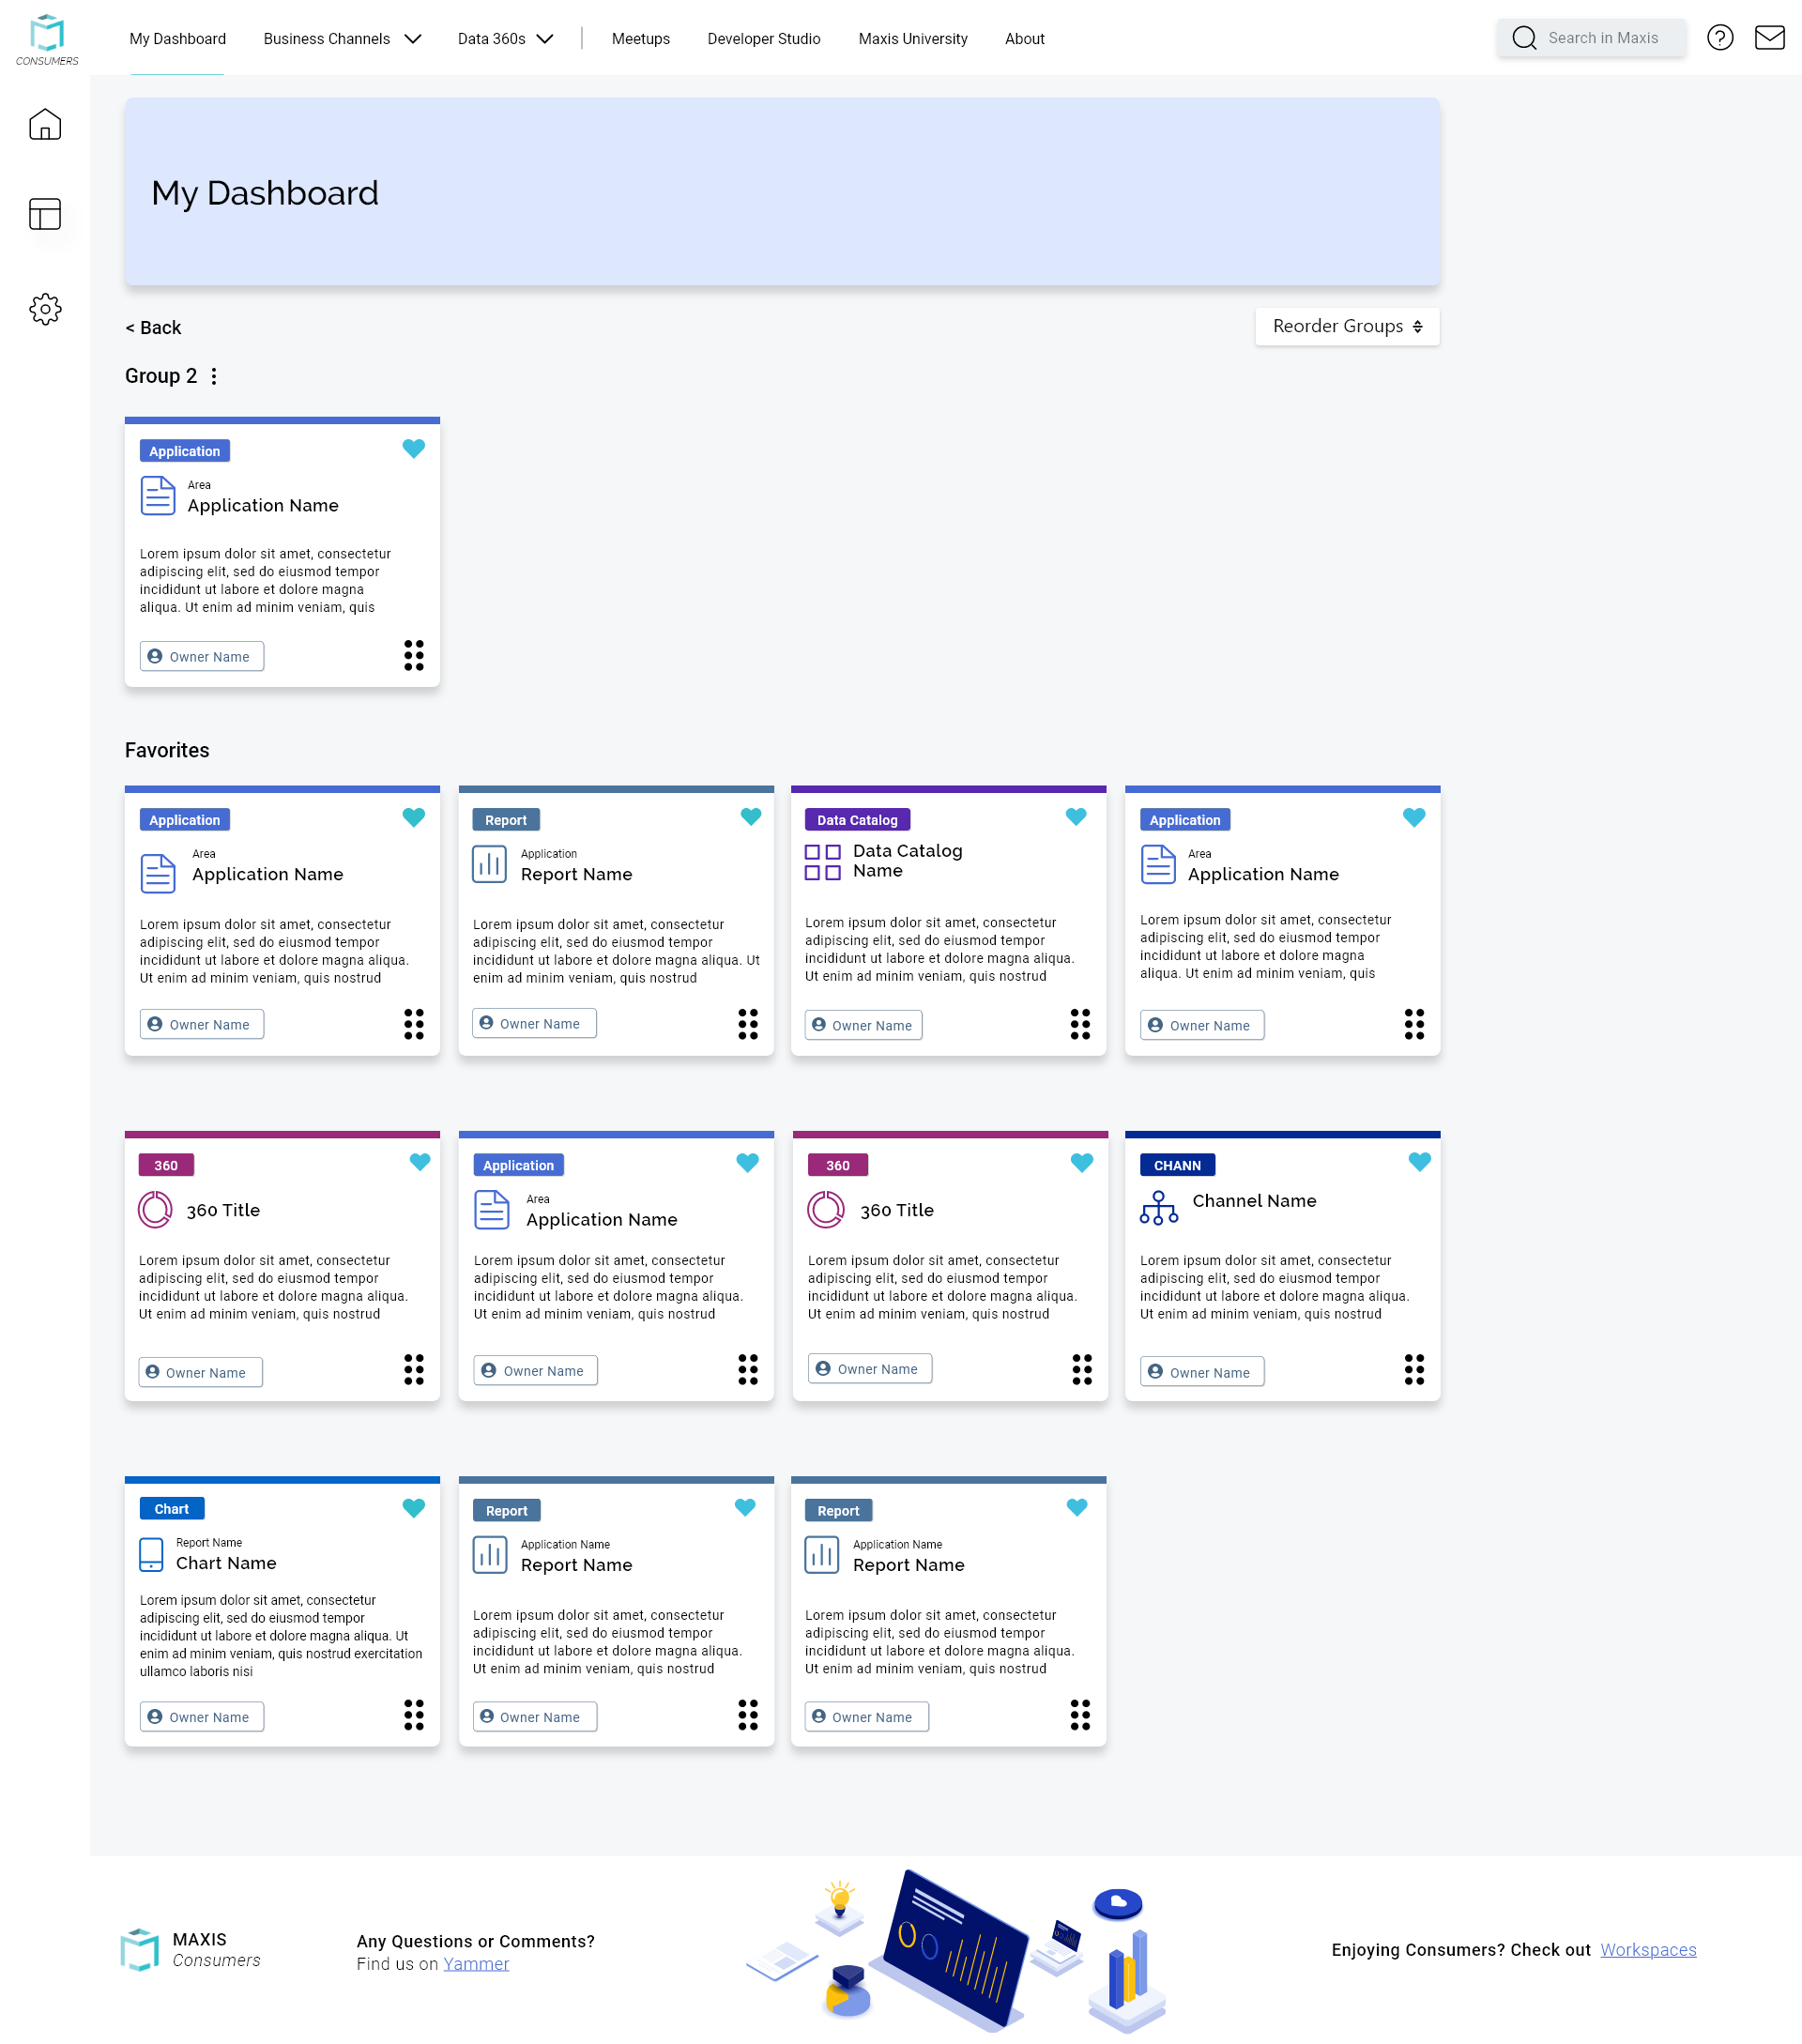 CONSUMERS
My Dashboard
Business Channels
Data 360s
Meetups
Developer Studio
Maxis University
About
Search in Maxis
My Dashboard
< Back
Reorder Groups
Group 2
Application
Area
Application Name
Lorem ipsum dolor sit amet, consectetur
adipiscing elit, sed do eiusmod tempor
incididunt ut labore et dolore magna
aliqua. Ut enim ad minim veniam, quis
Owner Name
Favorites
Application
Area
Application Name
Lorem ipsum dolor sit amet, consectetur
adipiscing elit, sed do eiusmod tempor
incididunt ut labore et dolore magna aliqua.
Ut enim ad minim veniam, quis nostrud
Owner Name
Report
Application
Report Name
Lorem ipsum dolor sit amet, consectetur
adipiscing elit, sed do eiusmod tempor
incididunt ut labore et dolore magna aliqua. Ut
enim ad minim veniam, quis nostrud
Owner Name
Data Catalog
Data Catalog
Name
Lorem ipsum dolor sit amet, consectetur
adipiscing elit, sed do eiusmod tempor
incididunt ut labore et dolore magna aliqua.
Ut enim ad minim veniam, quis nostrud
Owner Name
Application
Area
Application Name
Lorem ipsum dolor sit amet, consectetur
adipiscing elit, sed do eiusmod tempor
incididunt ut labore et dolore magna
aliqua. Ut enim ad minim veniam, quis
Owner Name
360
360 Title
Lorem ipsum dolor sit amet, consectetur
adipiscing elit, sed do eiusmod tempor
incididunt ut labore et dolore magna aliqua.
Ut enim ad minim veniam, quis nostrud
Owner Name
Application
Area
Application Name
Lorem ipsum dolor sit amet, consectetur
adipiscing elit, sed do eiusmod tempor
incididunt ut labore et dolore magna aliqua.
Ut enim ad minim veniam, quis nostrud
Owner Name
360
360 Title
Lorem ipsum dolor sit amet, consectetur
adipiscing elit, sed do eiusmod tempor
incididunt ut labore et dolore magna aliqua.
Ut enim ad minim veniam, quis nostrud
Owner Name
CHANN
Channel Name
Lorem ipsum dolor sit amet, consectetur
adipiscing elit, sed do eiusmod tempor
incididunt ut labore et dolore magna aliqua.
Ut enim ad minim veniam, quis nostrud
Owner Name
Chart
Report Name
Chart Name
Lorem ipsum dolor sit amet, consectetur
adipiscing elit, sed do eiusmod tempor
incididunt ut labore et dolore magna aliqua. Ut
enim ad minim veniam, quis nostrud exercitation
ullamco laboris nisi
Owner Name
Report
Application Name
Report Name
Lorem ipsum dolor sit amet, consectetur
adipiscing elit, sed do eiusmod tempor
incididunt ut labore et dolore magna aliqua.
Ut enim ad minim veniam, quis nostrud
Owner Name
Report
Application Name
Report Name
Lorem ipsum dolor sit amet, consectetur
adipiscing elit, sed do eiusmod tempor
incididunt ut labore et dolore magna aliqua.
Ut enim ad minim veniam, quis nostrud
Owner Name
MAXIS
Consumers
Any Questions or Comments?
Find us on Yammer
Enjoying Consumers? Check out Workspaces